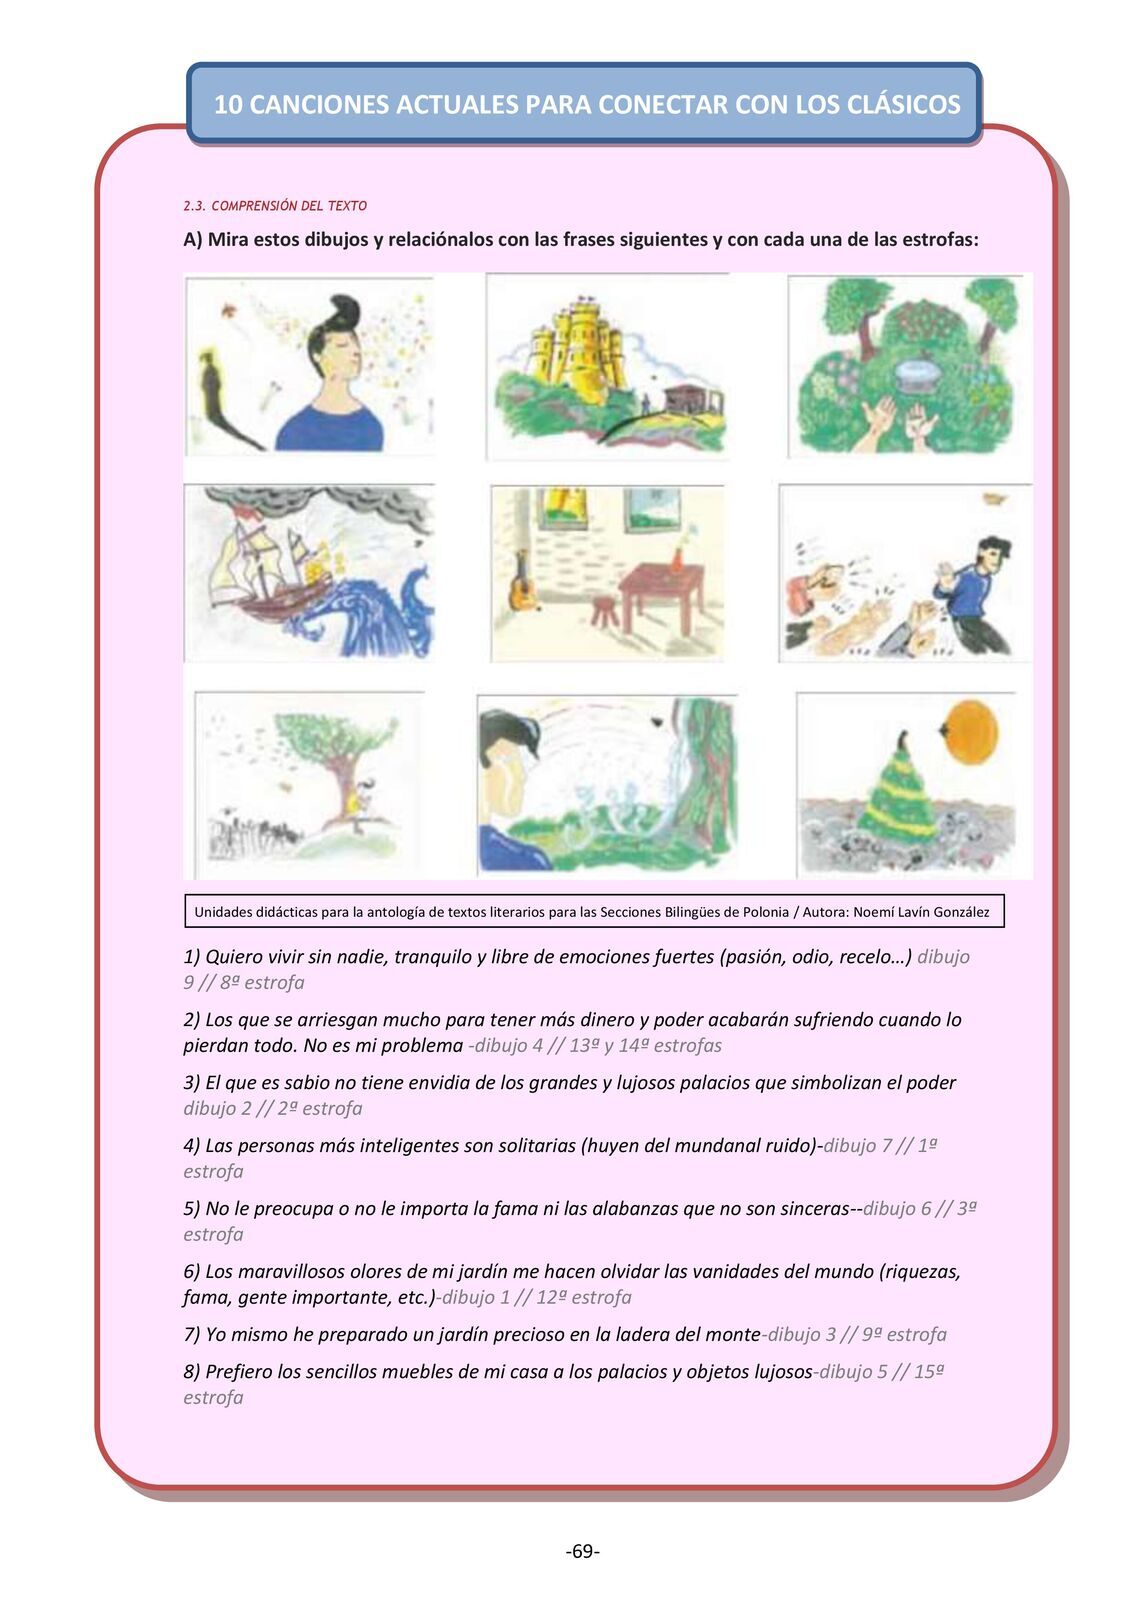 10 CANCIONES ACTUALES PARA CONECTAR CON LOS CLÁSICOS
2.3. COMPRENSIÓN DEL TEXTO
A) Mira estos dibujos y relaciónalos con las frases siguientes y con cada una de las estrofas:
Unidades didácticas para la antología de textos literarios para las Secciones Bilingües de Polonia / Autora: Noemí Lavín González
1) Quiero vivir sin nadie, tranquilo y libre de emociones fuertes (pasión, odio, recelo…) dibujo
9 // 8ª estrofa
2) Los que se arriesgan mucho para tener más dinero y poder acabarán sufriendo cuando lo
pierdan todo. No es mi problema -dibujo 4 // 13ª y 14ª estrofas
3) El que es sabio no tiene envidia de los grandes y lujosos palacios que simbolizan el poder
dibujo 2 // 2ª estrofa
4) Las personas más inteligentes son solitarias (huyen del mundanal ruido)-dibujo 7 // 1ª
estrofa
5) No le preocupa o no le importa la fama ni las alabanzas que no son sinceras--dibujo 6 // 3ª
estrofa
6) Los maravillosos olores de mi jardín me hacen olvidar las vanidades del mundo (riquezas,
fama, gente importante, etc.)-dibujo 1 // 12ª estrofa
7) Yo mismo he preparado un jardín precioso en la ladera del monte-dibujo 3 // 9ª estrofa
8) Prefiero los sencillos muebles de mi casa a los palacios y objetos lujosos-dibujo 5 // 15ª
estrofa
-69-